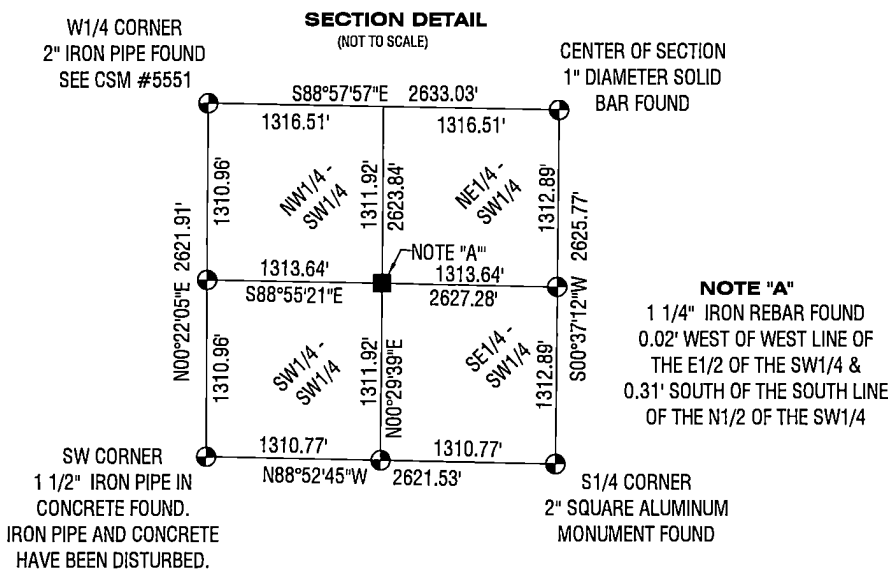 SECTION DETAIL
(NOT TO SCALE)
W1/4 CORNER
2" IRON PIPE FOUND
SEE CSM #5551
CENTER OF SECTION
1" DIAMETER SOLID
BAR FOUND
S88°57'57"E 2633.03'
1316.51' 1316.51'
N00°22'05"E 2621.91'
1310.96'
NW1/4 -
SW1/4
1311.92'
2623.84'
NE1/4 -
SW1/4
1312.89'
S00°37'12"W 2625.77'
NOTE "A"
1313.64' 1313.64'
S88°55'21"E 2627.28'
1310.96'
SW1/4 -
SW1/4
1311.92'
N00°29'39"E
SE1/4 -
SW1/4
1312.89'
1310.77' 1310.77'
N88°52'45"W 2621.53'
NOTE "A"
1 1/4" IRON REBAR FOUND
0.02' WEST OF WEST LINE OF
THE E1/2 OF THE SW1/4 &
0.31' SOUTH OF THE SOUTH LINE
OF THE N1/2 OF THE SW1/4
SW CORNER
1 1/2" IRON PIPE IN
CONCRETE FOUND.
IRON PIPE AND CONCRETE
HAVE BEEN DISTURBED.
S1/4 CORNER
2" SQUARE ALUMINUM
MONUMENT FOUND